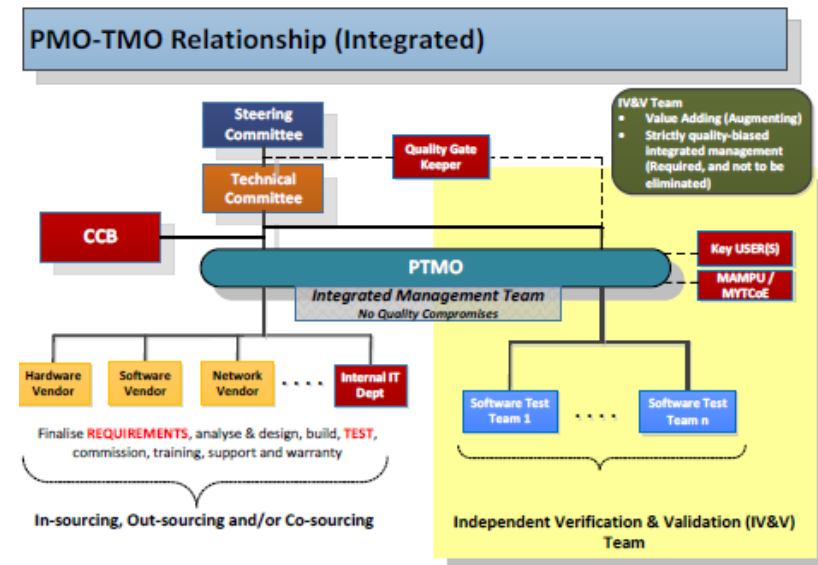 PMO-TMO Relationship (Integrated)
Steering
Committee
Technical
Committee
Quality Gate
Keeper
IV&V Team
• Value Adding (Augmenting)
• Strictly quality-biased
integrated management
(Required, and not to be
eliminated)
CCB
PTMO
Integrated Management Team
No Quality Compromises
Key USER(S)
MAMPU /
MYTCoE
Hardware
Vendor
Software
Vendor
Network
Vendor
. . . .
Internal IT
Dept
Software Test
Team 1
. . . .
Software Test
Team n
Finalise REQUIREMENTS, analyse & design, build, TEST,
commission, training, support and warranty
In-sourcing, Out-sourcing and/or Co-sourcing
Independent Verification & Validation (IV&V)
Team